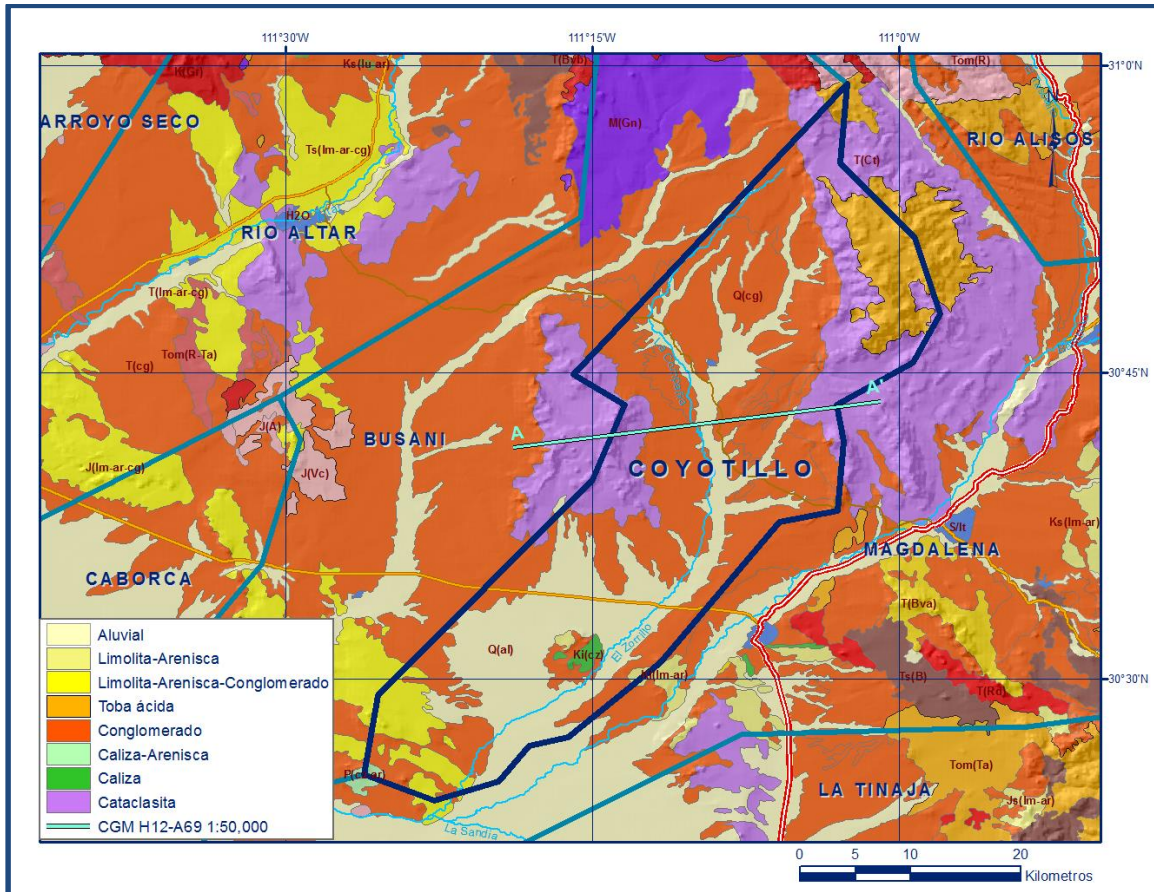 111°30'W
111°15'W
111°0'W
31°0'N
30°45'N
30°30'N
K(Gr)
Ks(lu-ar)
T(Bvb)
Tom(R)
M(Gn)
ARROYO SECO
Ts(lm-ar-cg)
T(Ct)
RIO ALISOS
H2O
RIO ALTAR
Q(cg)
T(lm-ar-cg)
T(cg)
Tom(R-Ta)
A'
J(A)
BUSANI
A
J(Vc)
J(lm-ar-cg)
COYOTILLO
S/It
Ks(lm-ar)
MAGDALENA
CABORCA
T(Bva)
Q(al)
Ki(cz)
El Zorrillo
Ts(B)
T(Rd)
Tom(Ta)
LA TINAJA
Js(lm-ar)
La Sandía
Aluvial
Limolita-Arenisca
Limolita-Arenisca-Conglomerado
Toba ácida
Conglomerado
Caliza-Arenisca
Caliza
Cataclasita
CGM H12-A69 1:50,000
0 5 10 20
Kilometros